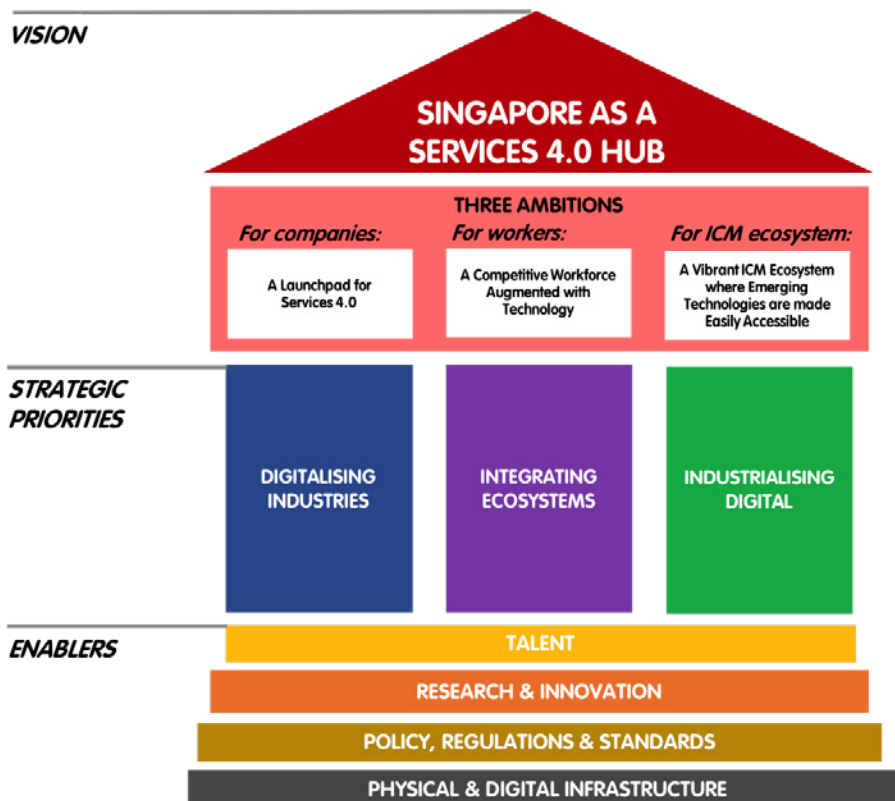 VISION
SINGAPORE AS A
SERVICES 4.0 HUB
THREE AMBITIONS
For companies:
A Launchpad for
Services 4.0
For workers:
A Competitive Workforce
Augmented with
Technology
For ICM ecosystem:
A Vibrant ICM Ecosystem
where Emerging
Technologies are made
Easily Accessible
STRATEGIC
PRIORITIES
DIGITALISING
INDUSTRIES
INTEGRATING
ECOSYSTEMS
INDUSTRIALISING
DIGITAL
ENABLERS
TALENT
RESEARCH & INNOVATION
POLICY, REGULATIONS & STANDARDS
PHYSICAL & DIGITAL INFRASTRUCTURE